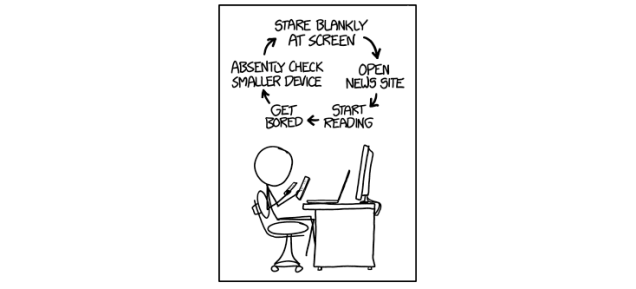 STARE BLANKLY
AT SCREEN
OPEN
NEWS SITE
START
READING
GET
BORED
ABSENTLY CHECK
SMALLER DEVICE